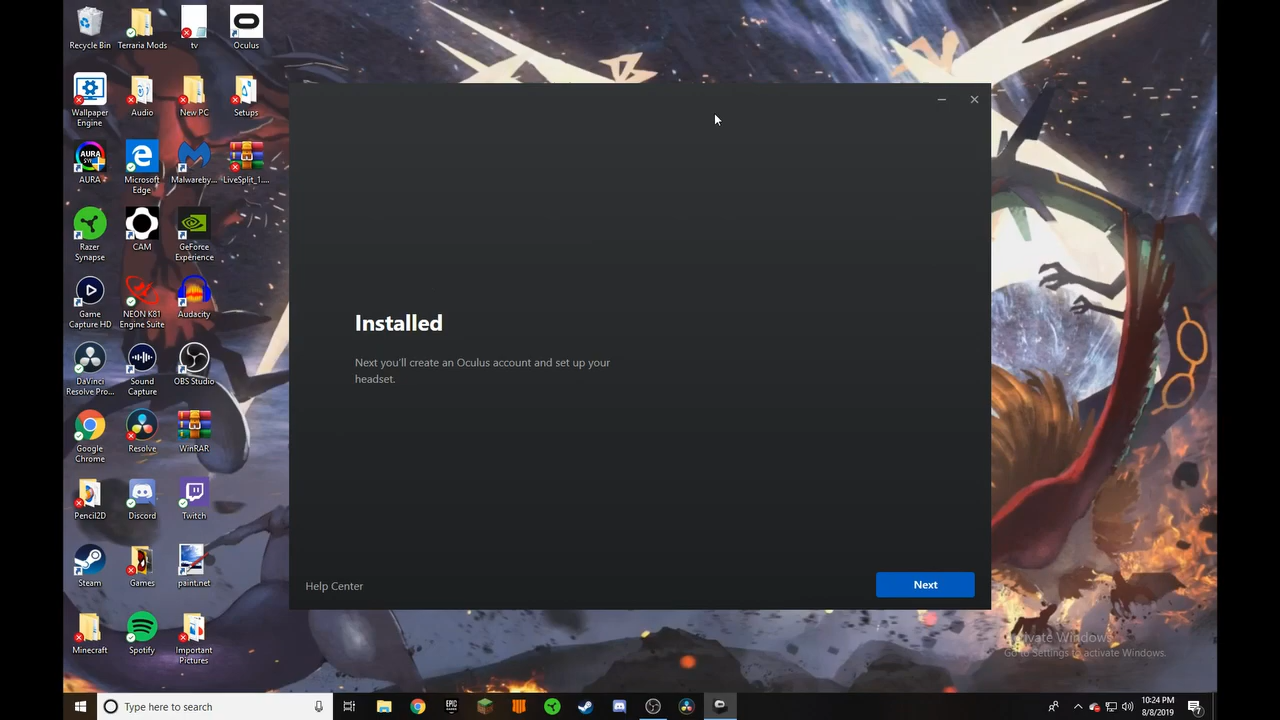 Recycle Bin
Terraria Mods
tv
Oculus
Wallpaper
Engine
Audio
New PC
Setups
AURA
AURA
Microsoft
Edge
Malwareby...
LiveSplit_1....
Razer
Synapse
CAM
GeForce
Experience
Game
Capture HD
NEON K81
Engine Suite
Audacity
DaVinci
Resolve Pro...
Sound
Capture
OBS Studio
Google
Chrome
Resolve
WinRAR
Pencil2D
Discord
Twitch
Steam
Games
paint.net
Minecraft
Spotify
Important
Pictures
Installed
Next you'll create an Oculus account and set up your
headset.
Help Center
Next
Activate Windows
Go to Settings to activate Windows.
Type here to search
EPIC
10:24 PM
8/8/2019